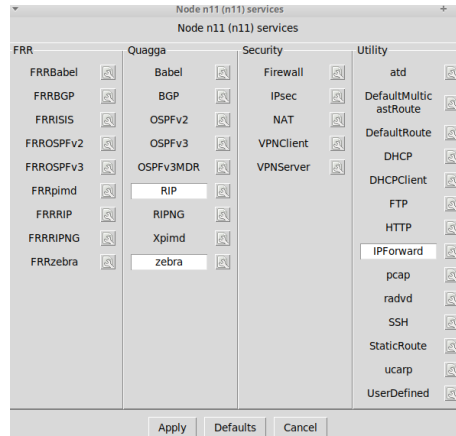 Node n11 (n11) services
Node n11 (n11) services
FRR
FRRBabel
FRRBGP
FRRISIS
FRROSPFv2
FRROSPFv3
FRRpimd
FRRRIP
FRRRIPNG
FRRzebra
Quagga
Babel
BGP
OSPFv2
OSPFv3
OSPFv3MDR
RIP
RIPNG
Xpimd
zebra
Security
Firewall
IPsec
NAT
VPNClient
VPNServer
Utility
atd
DefaultMultic
astRoute
DefaultRoute
DHCP
DHCPClient
FTP
HTTP
IPForward
pcap
radvd
SSH
StaticRoute
ucarp
UserDefined
Apply
Defaults
Cancel